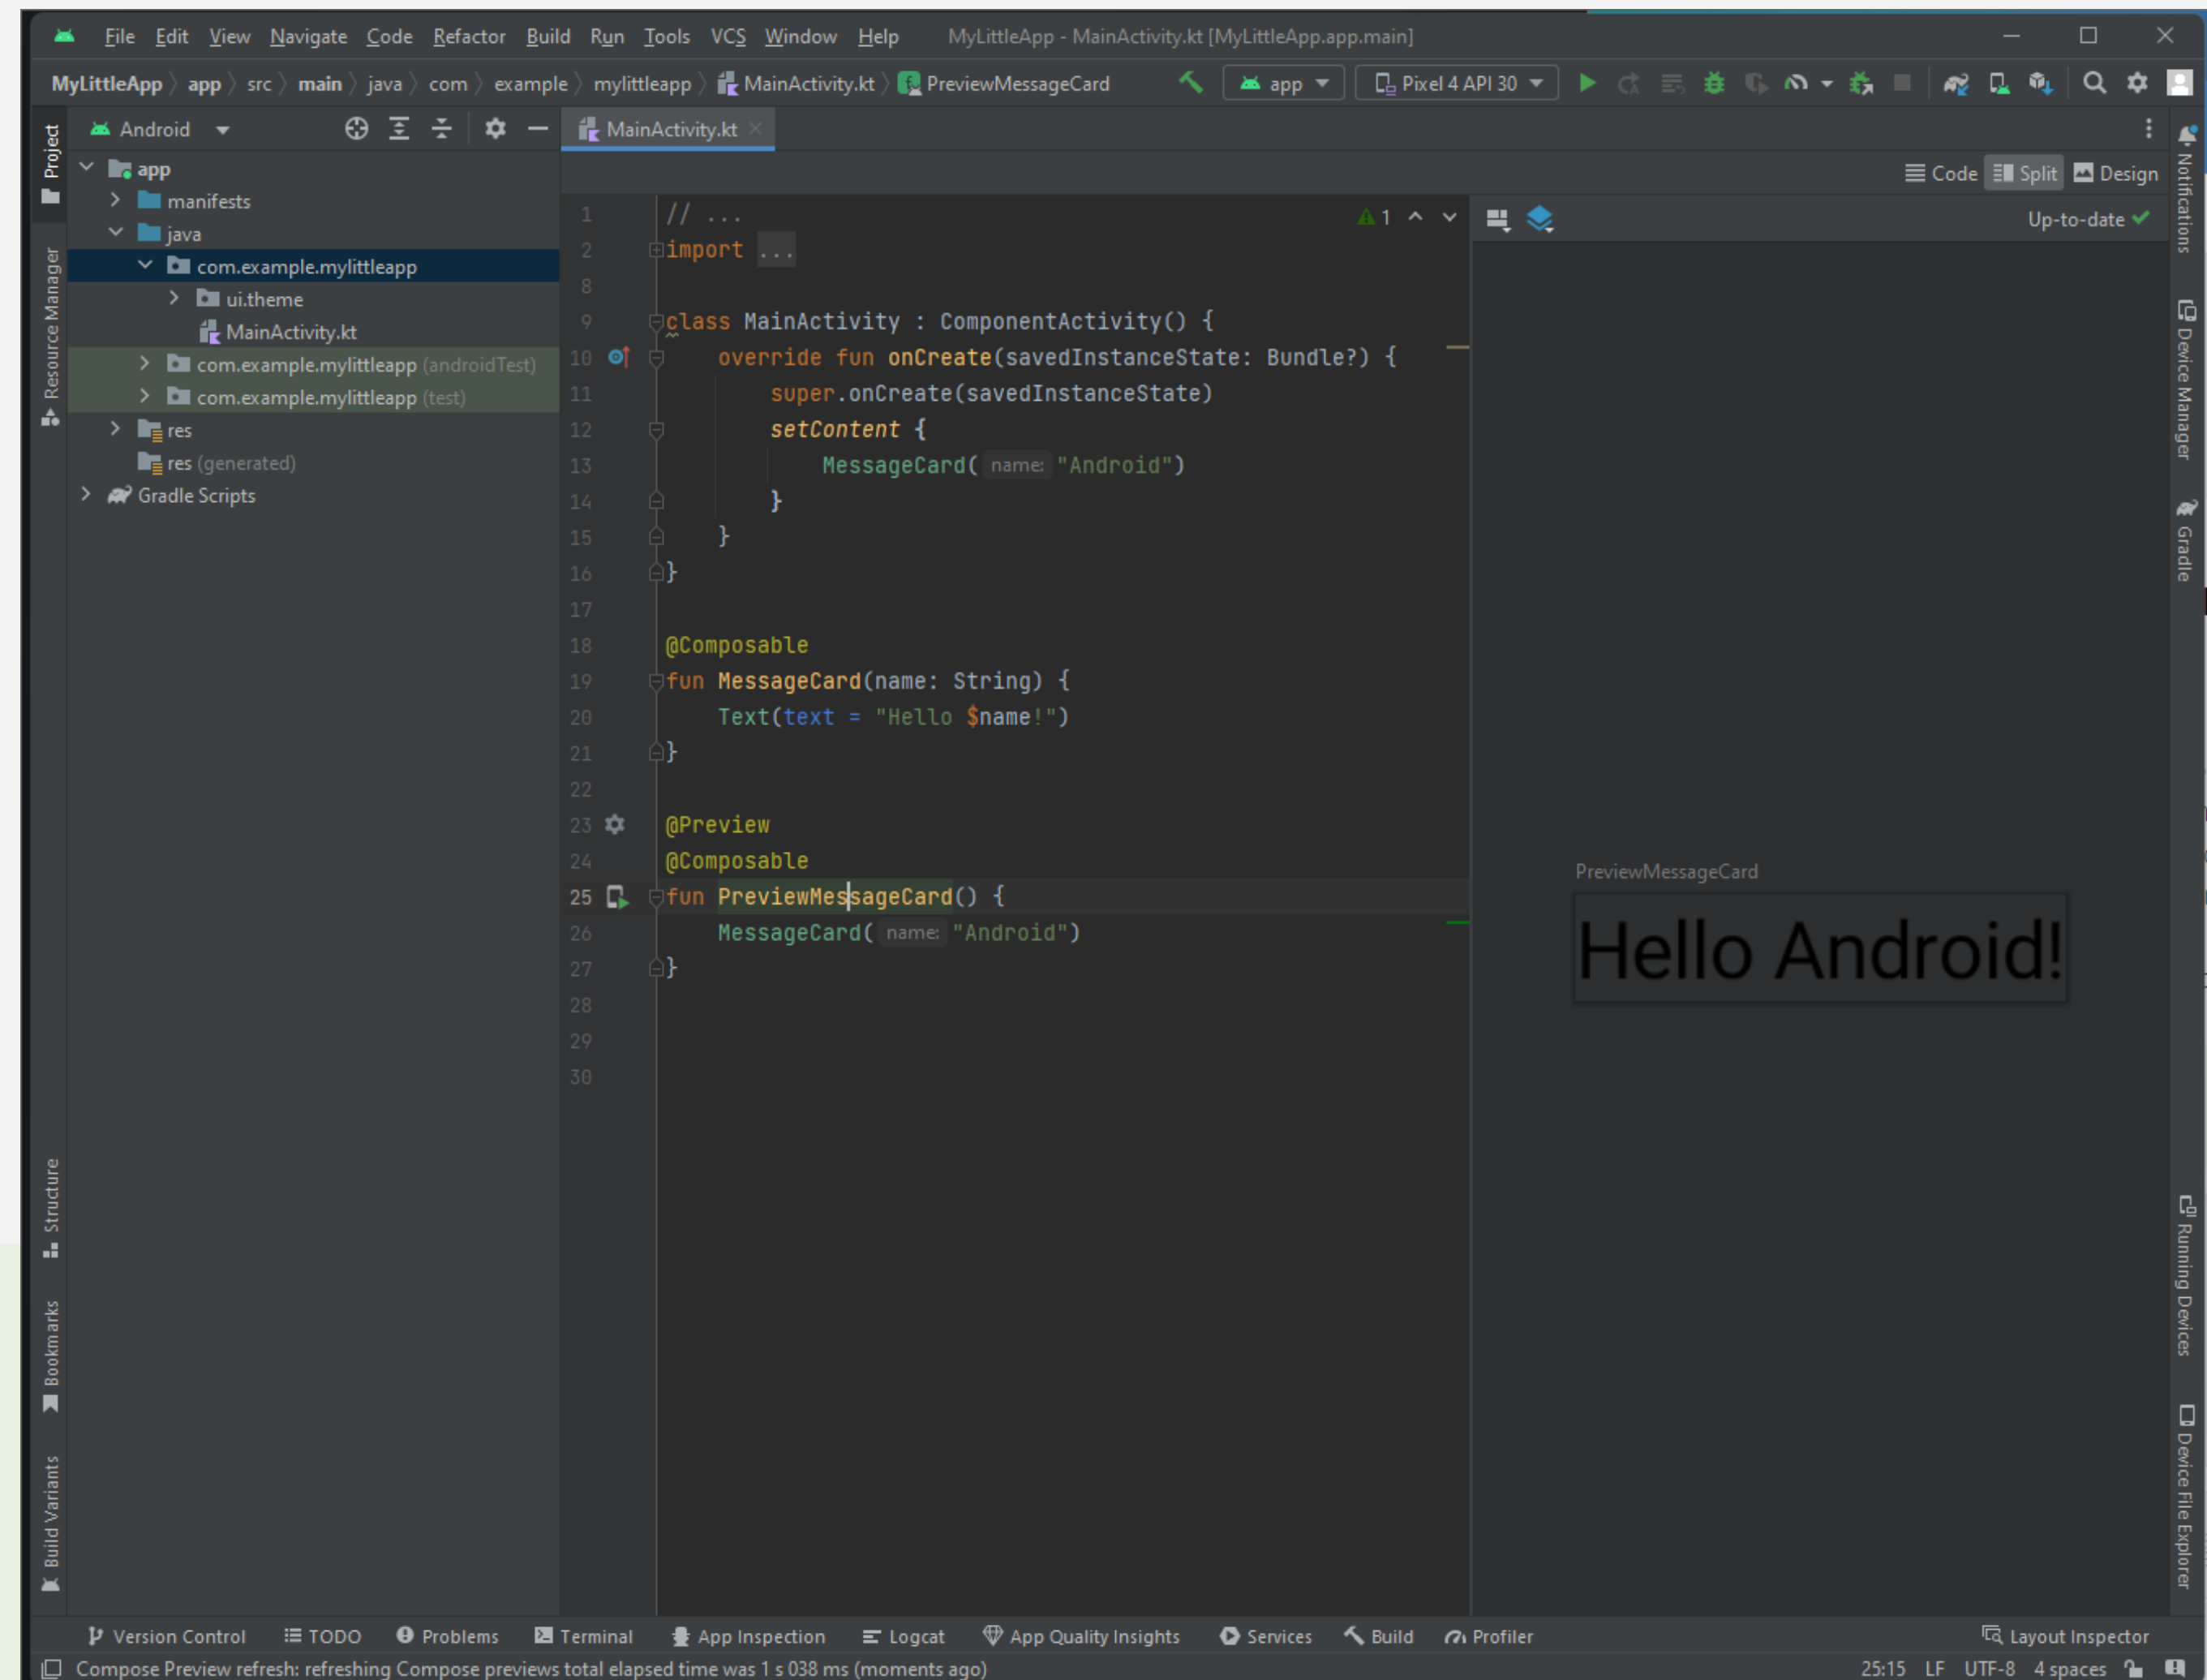 File Edit View Navigate Code Refactor Build Run Tools VCS Window Help MyLittleApp - MainActivity.kt [MyLittleApp.app.main]
MyLittleApp app src main java com example mylittleapp MainActivity.kt PreviewMessageCard app Pixel 4 API 30
Project
Resource Manager
Structure
Bookmarks
Build Variants
Android
app
manifests
java
com.example.mylittleapp
ui.theme
MainActivity.kt
com.example.mylittleapp (androidTest)
com.example.mylittleapp (test)
res
res (generated)
Gradle Scripts
MainActivity.kt
Code Split Design
1 // ...
2 import ...
8
9 class MainActivity : ComponentActivity() {
10 override fun onCreate(savedInstanceState: Bundle?) {
11 super.onCreate(savedInstanceState)
12 setContent {
13 MessageCard( name: "Android")
14 }
15 }
16 }
17
18 @Composable
19 fun MessageCard(name: String) {
20 Text(text = "Hello $name!")
21 }
22
23 @Preview
24 @Composable
25 fun PreviewMessageCard() {
26 MessageCard( name: "Android")
27 }
28
29
30
1
Up-to-date
PreviewMessageCard
Hello Android!
Notifications
Device Manager
Gradle
Running Devices
Device File Explorer
Version Control TODO Problems Terminal App Inspection Logcat App Quality Insights Services Build Profiler Layout Inspector
Compose Preview refresh: refreshing Compose previews total elapsed time was 1 s 038 ms (moments ago) 25:15 LF UTF-8 4 spaces